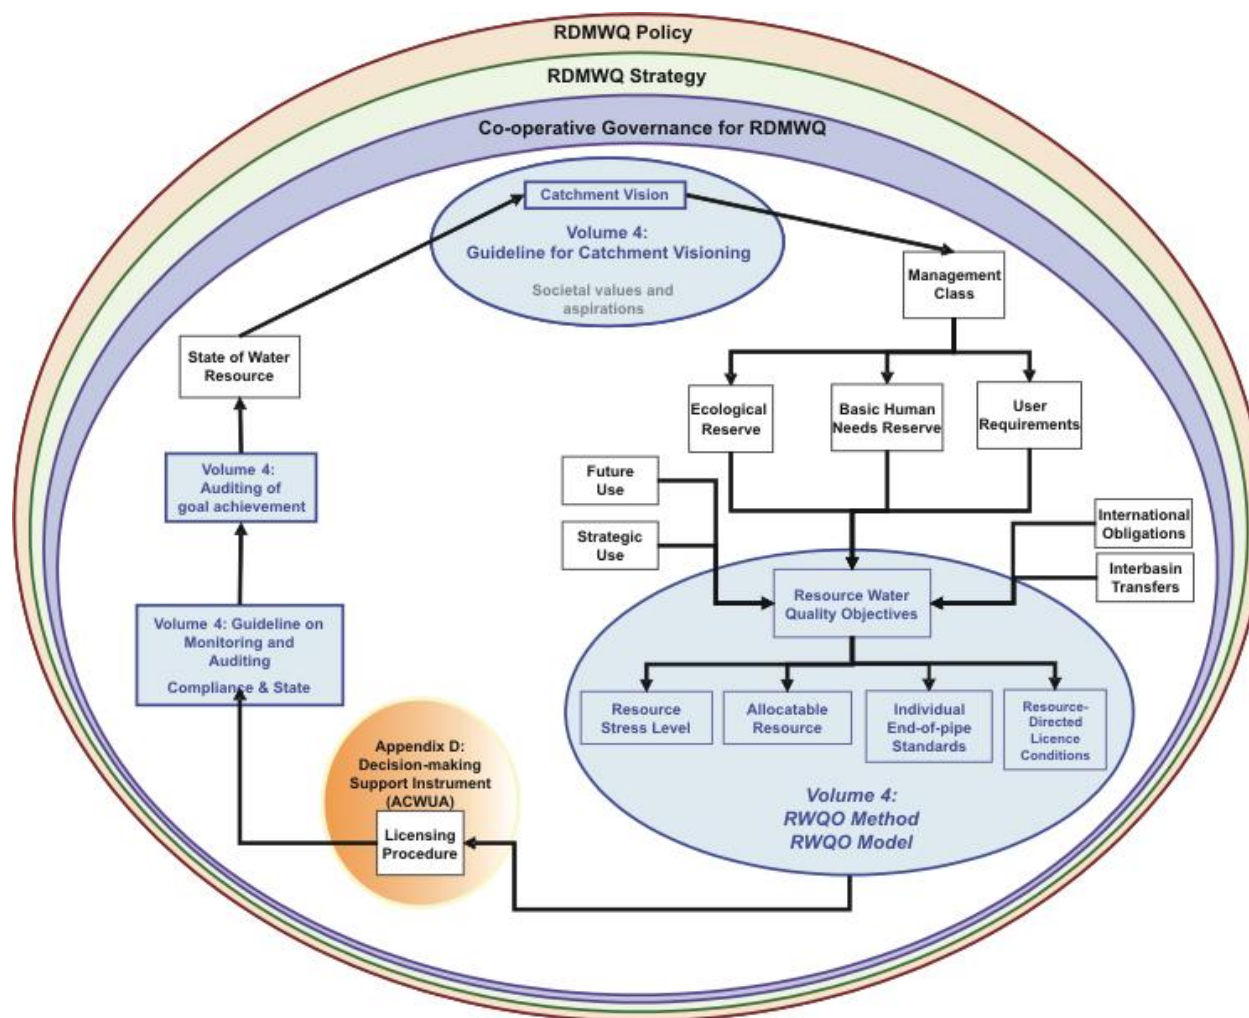 RDMWQ Policy
RDMWQ Strategy
Co-operative Governance for RDMWQ
Catchment Vision
Volume 4:
Guideline for Catchment Visioning
Societal values and
aspirations
Management
Class
State of Water
Resource
Ecological
Reserve
Basic Human
Needs Reserve
User
Requirements
Volume 4:
Auditing of
goal achievement
Future
Use
Strategic
Use
International
Obligations
Interbasin
Transfers
Resource Water
Quality Objectives
Volume 4: Guideline on
Monitoring and
Auditing
Compliance & State
Resource
Stress Level
Allocatable
Resource
Individual
End-of-pipe
Standards
Resource-
Directed
Licence
Conditions
Appendix D:
Decision-making
Support Instrument
(ACWUA)
Licensing
Procedure
Volume 4:
RWQO Method
RWQO Model